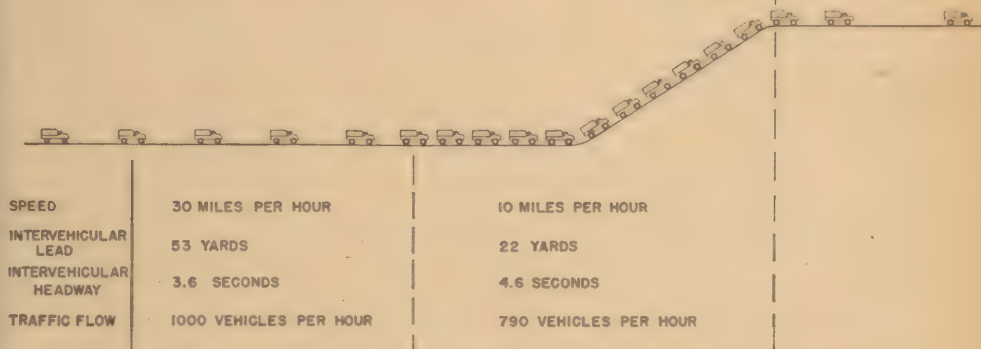 SPEED 30 MILES PER HOUR 10 MILES PER HOUR
INTERVEHICULAR
LEAD 53 YARDS 22 YARDS
INTERVEHICULAR
HEADWAY 3.6 SECONDS 4.6 SECONDS
TRAFFIC FLOW 1000 VEHICLES PER HOUR 790 VEHICLES PER HOUR